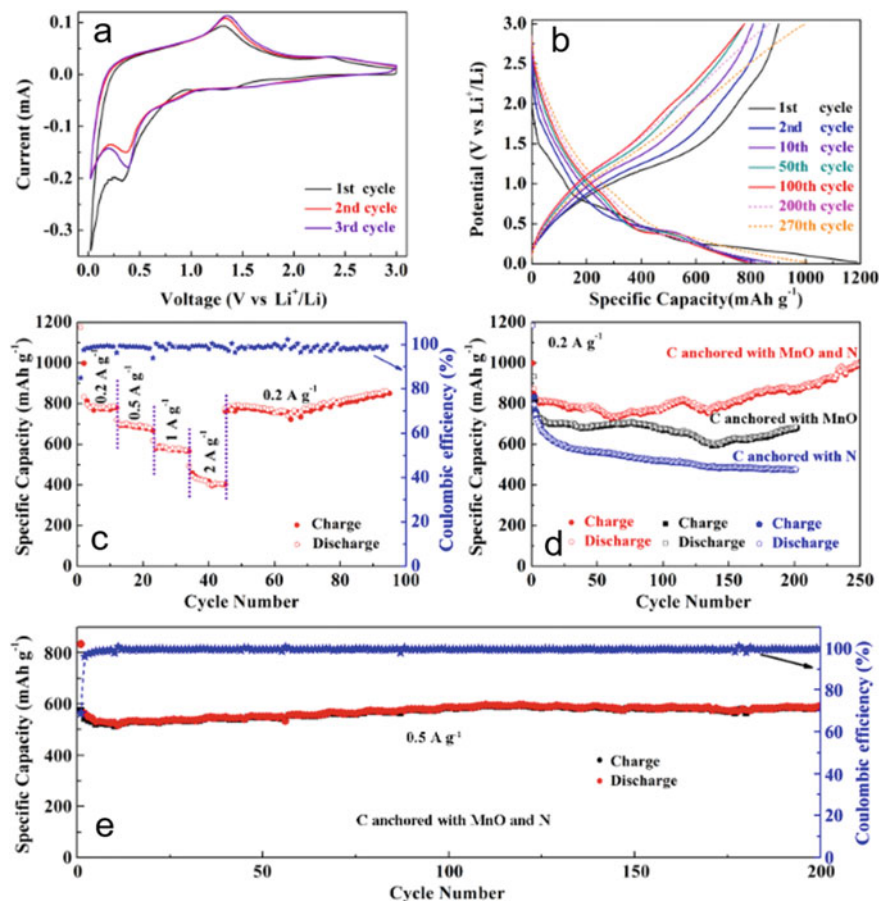 a
Current (mA)
0.1
0.0
-0.1
-0.2
-0.3
1st cycle
2nd cycle
3rd cycle
0.0 0.5 1.0 1.5 2.0 2.5 3.0
Voltage (V vs Li⁺/Li)
b
Potential (V vs Li⁺/Li)
3.0
2.5
2.0
1.5
1.0
0.5
0.0
1st cycle
2nd cycle
10th cycle
50th cycle
100th cycle
200th cycle
270th cycle
0 200 400 600 800 1000 1200
Specific Capacity(mAh g⁻¹)
c
Specific Capacity (mAh g⁻¹)
1200
1000
800
600
400
200
0
0.2 A g⁻¹
0.5 A g⁻¹
1 A g⁻¹
2 A g⁻¹
0.2 A g⁻¹
Charge
Discharge
100
80
60
40
20
0
Coulombic efficiency (%)
0 20 40 60 80 100
Cycle Number
d
Specific Capacity (mAh g⁻¹)
1200
1000
800
600
400
200
0
0.2 A g⁻¹
C anchored with MnO and N
C anchored with MnO
C anchored with N
Charge Charge Charge
Discharge Discharge Discharge
0 50 100 150 200 250
Cycle Number
e
Specific Capacity (mAh g⁻¹)
800
600
400
200
0
0.5 A g⁻¹
Charge
Discharge
C anchored with MnO and N
100
80
60
40
20
0
Coulombic efficiency (%)
0 50 100 150 200
Cycle Number